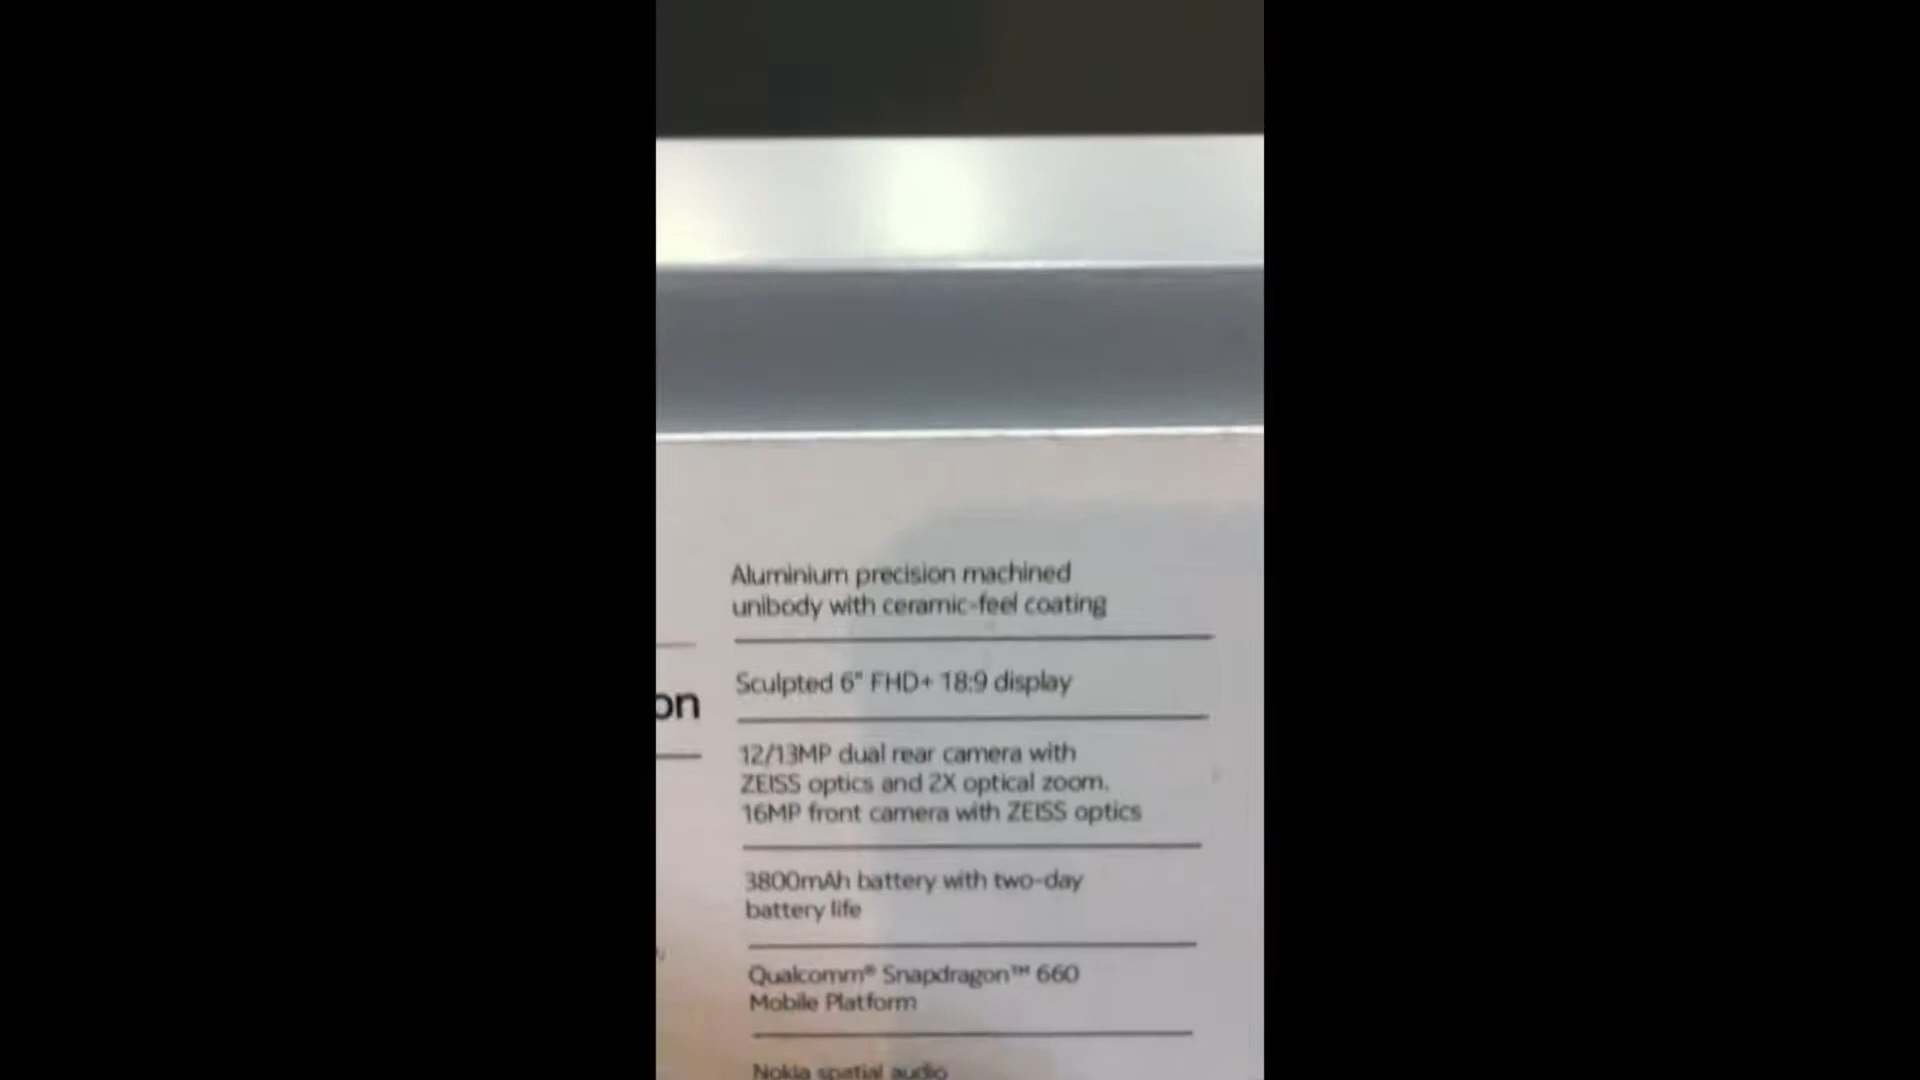 Aluminium precision machined
unibody with ceramic-feel coating
Sculpted 6" FHD+ 18:9 display
on
12/13MP dual rear camera with
ZEISS optics and 2X optical zoom.
16MP front camera with ZEISS optics
3800mAh battery with two-day
battery life
Qualcomm® Snapdragon™ 660
Mobile Platform
Nokia spatial audio